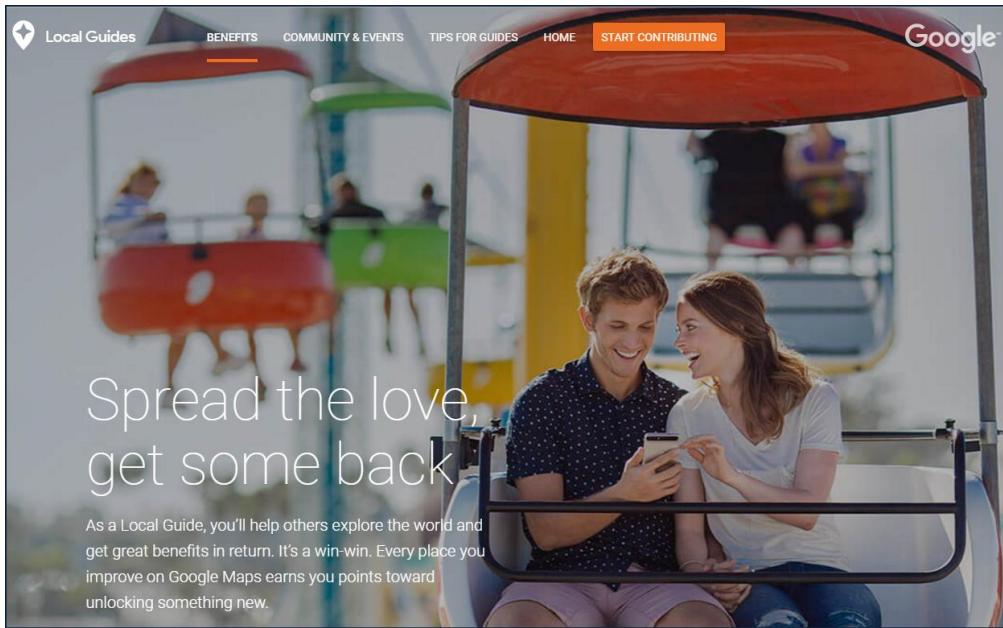 Local Guides BENEFITS COMMUNITY & EVENTS TIPS FOR GUIDES HOME START CONTRIBUTING Google
Spread the love,
get some back
As a Local Guide, you'll help others explore the world and
get great benefits in return. It's a win-win. Every place you
improve on Google Maps earns you points toward
unlocking something new.